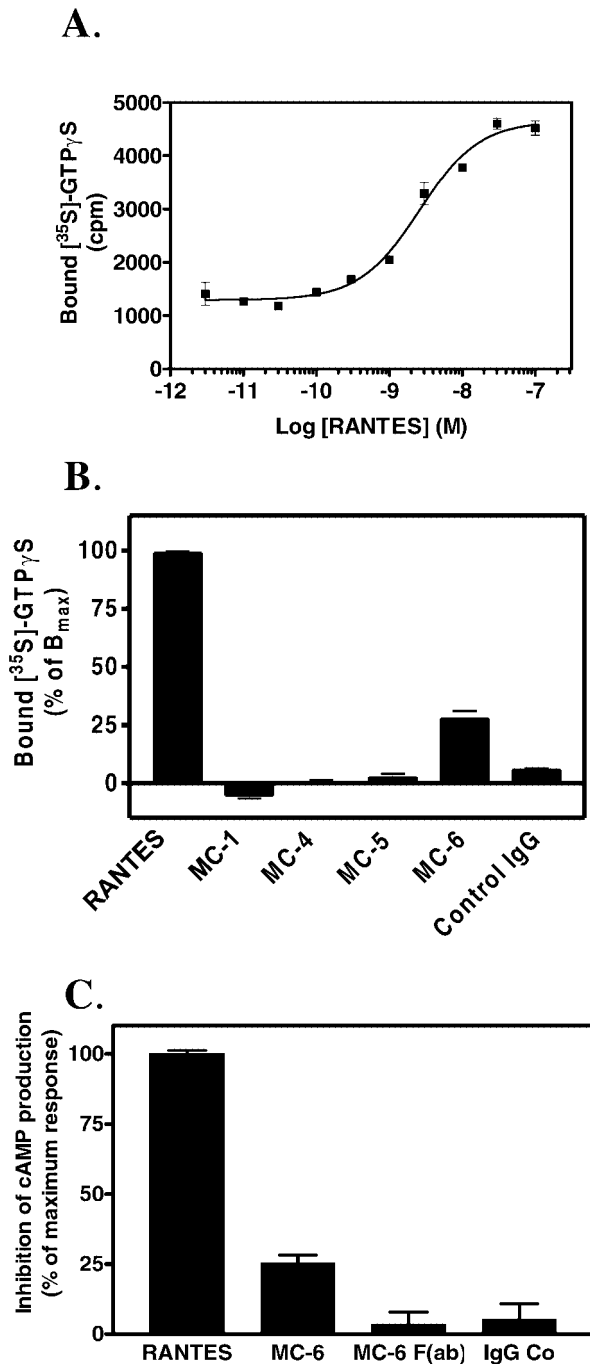 A.
Bound [³⁵S]-GTPγS
(cpm)
5000
4000
3000
2000
1000
0
-12 -11 -10 -9 -8 -7
Log [RANTES] (M)
B.
Bound [³⁵S]-GTPγS
(% of Bmax)
100
75
50
25
0
RANTES MC-1 MC-4 MC-5 MC-6 Control IgG
C.
Inhibition of cAMP production
(% of maximum response)
100
75
50
25
0
RANTES MC-6 MC-6 F(ab) IgG Co